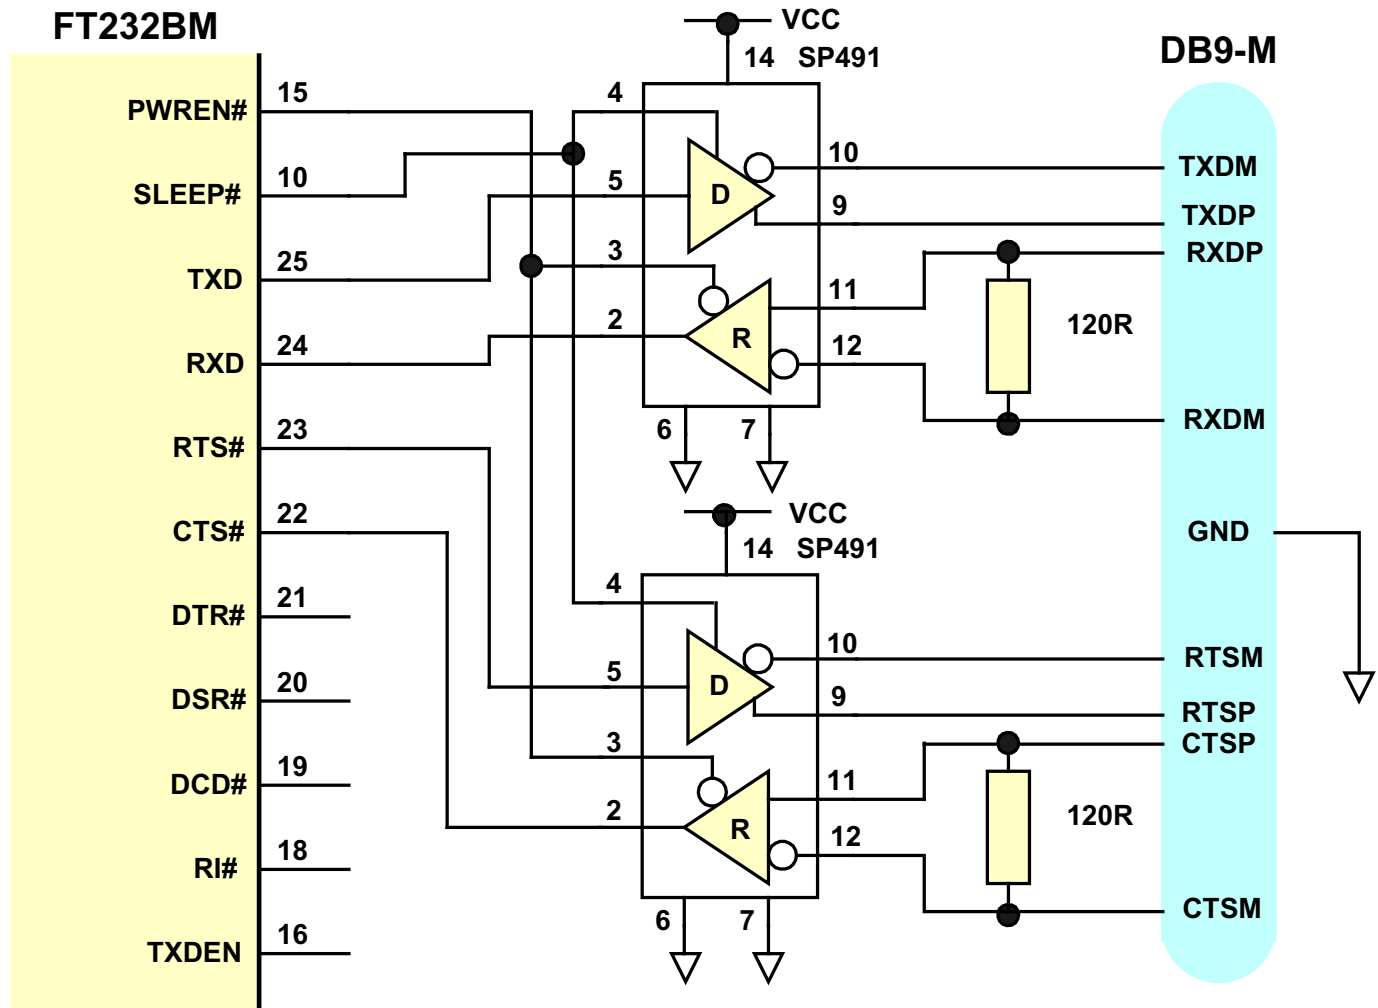 FT232BM
PWREN#
15
SLEEP#
10
TXD
25
RXD
24
RTS#
23
CTS#
22
DTR#
21
DSR#
20
DCD#
19
RI#
18
TXDEN
16
VCC
14 SP491
4
5
3
2
D
R
10
9
11
12
6
7
VCC
14 SP491
4
5
3
2
D
R
10
9
11
12
6
7
120R
120R
DB9-M
TXDM
TXDP
RXDP
RXDM
GND
RTSM
RTSP
CTSP
CTSM